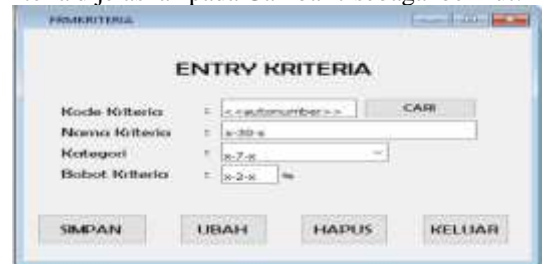 FRMKRITERIA
ENTRY KRITERIA
Kode Kriteria : <<autonumber>> CARI
Nama Kriteria : x-30-x
Kategori : x-7-x
Bobot Kriteria : x-2-x %
SIMPAN UBAH HAPUS KELUAR